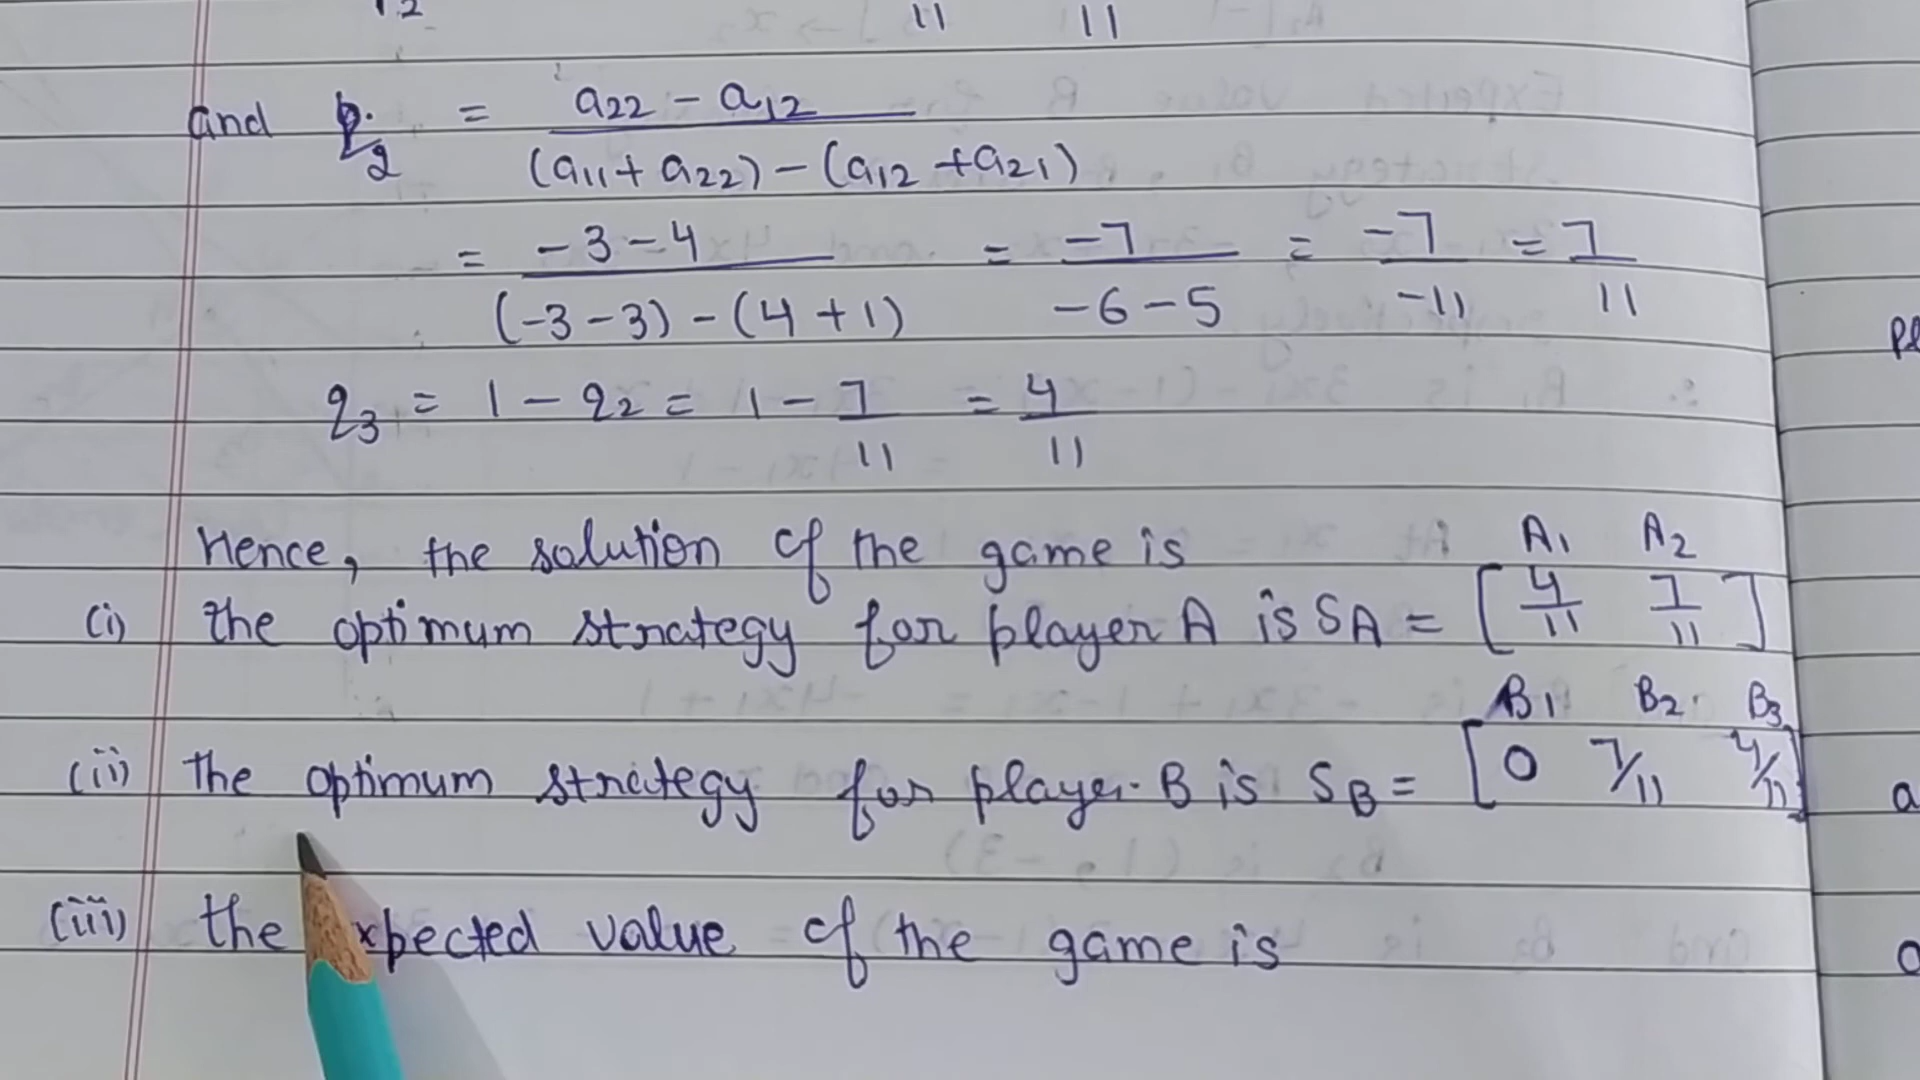 11 11
and q2 = a22 - a12
(a11 + a22) - (a12 + a21)
= -3 - 4 = -7 = -7 = 7
(-3 - 3) - (4 + 1) -6 - 5 -11 11
q3 = 1 - q2 = 1 - 7 = 4
11 11
Hence, the solution of the game is A1 A2
(i) the optimum strategy for player A is SA = [4/11 7/11]
B1 B2 B3
(ii) the optimum strategy for player B is SB = [0 7/11 4/11]
(iii) the xpected value of the game is